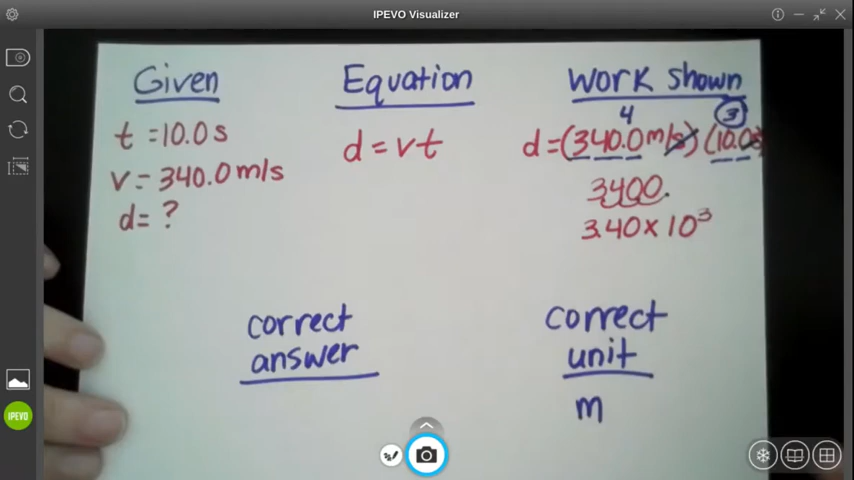 IPEVO Visualizer
Given
t = 10.0 s
v = 340.0 m/s
d = ?
Equation
d = vt
Work shown
4 3
d = (340.0 m/s) (10.0s)
3400.
3.40 x 10³
correct
answer
correct
unit
m
IPEVO